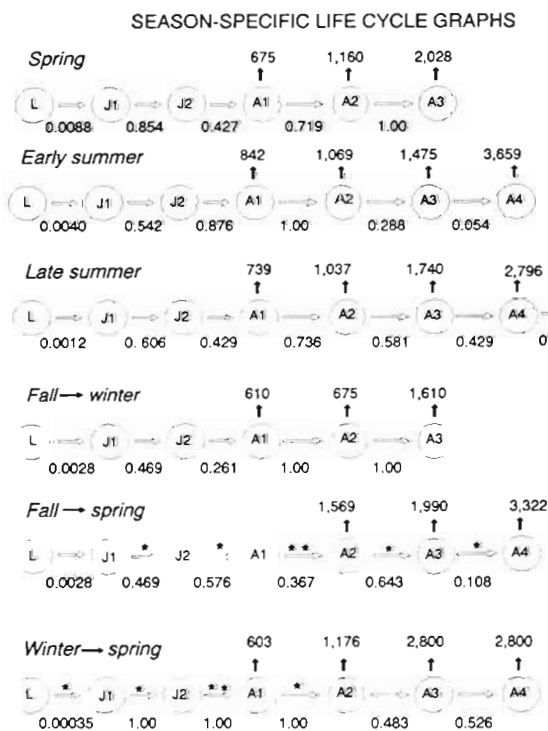 SEASON-SPECIFIC LIFE CYCLE GRAPHS
Spring 675 1,160 2,028
L J1 J2 A1 A2 A3
0.0088 0.854 0.427 0.719 1.00
Early summer 842 1,069 1,475 3,659
L J1 J2 A1 A2 A3 A4
0.0040 0.542 0.876 1.00 0.288 0.054
Late summer 739 1,037 1,740 2,796
L J1 J2 A1 A2 A3 A4
0.0012 0.606 0.429 0.736 0.581 0.429 0
Fall→ winter 610 675 1,610
L J1 J2 A1 A2 A3
0.0028 0.469 0.261 1.00 1.00
Fall→ spring 1,569 1,990 3,322
* * ** * *
L J1 J2 A1 A2 A3 A4
0.0028 0.469 0.576 0.367 0.643 0.108
Winter→ spring 603 1,176 2,800 2,800
* * ** *
L J1 J2 A1 A2 A3 A4
0.00035 1.00 1.00 1.00 0.483 0.526